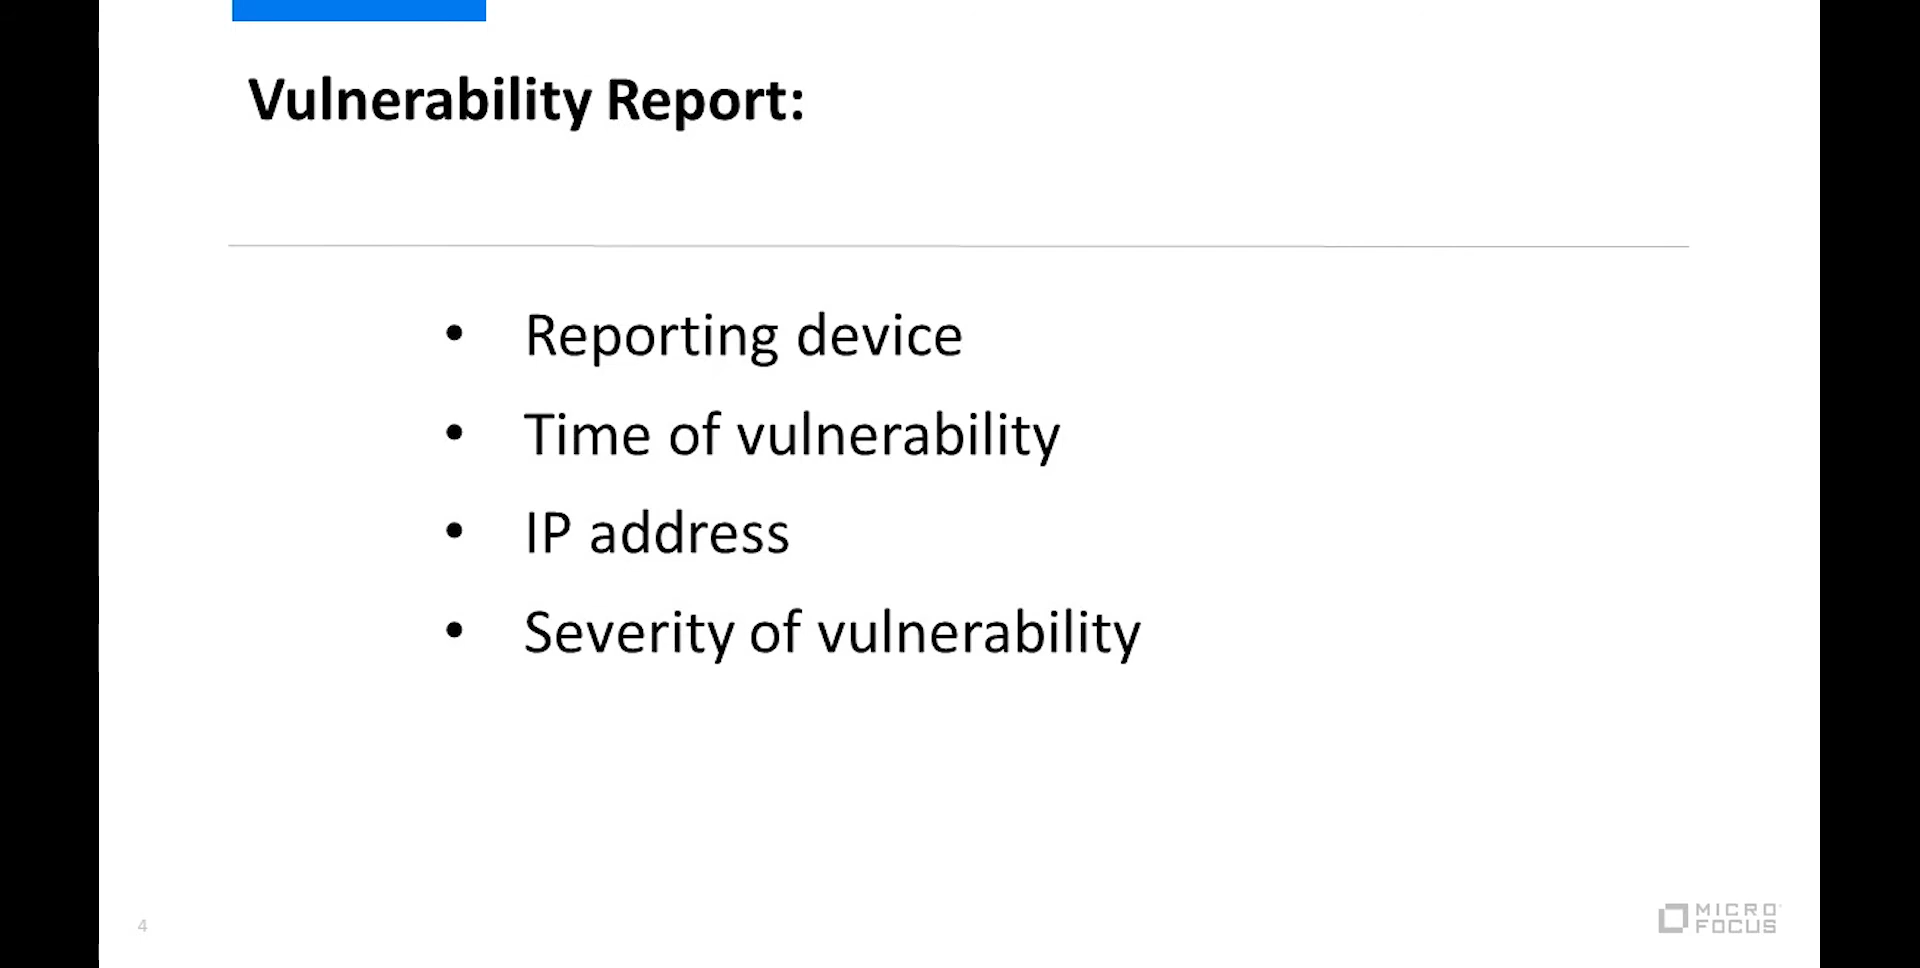 Vulnerability Report:
• Reporting device
• Time of vulnerability
• IP address
• Severity of vulnerability
4
MICRO
FOCUS